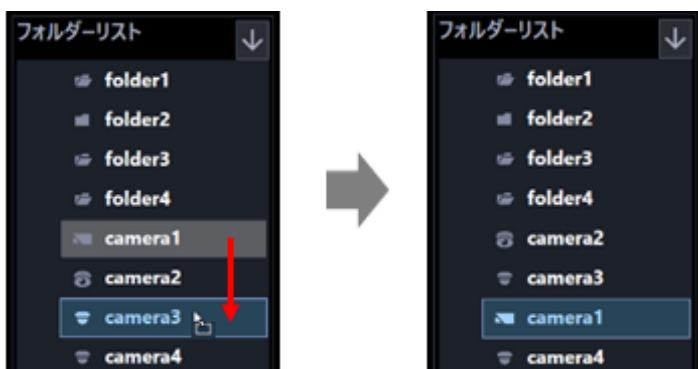 フォルダーリスト
folder1
folder2
folder3
folder4
camera1
camera2
camera3
camera4
フォルダーリスト
folder1
folder2
folder3
folder4
camera2
camera3
camera1
camera4